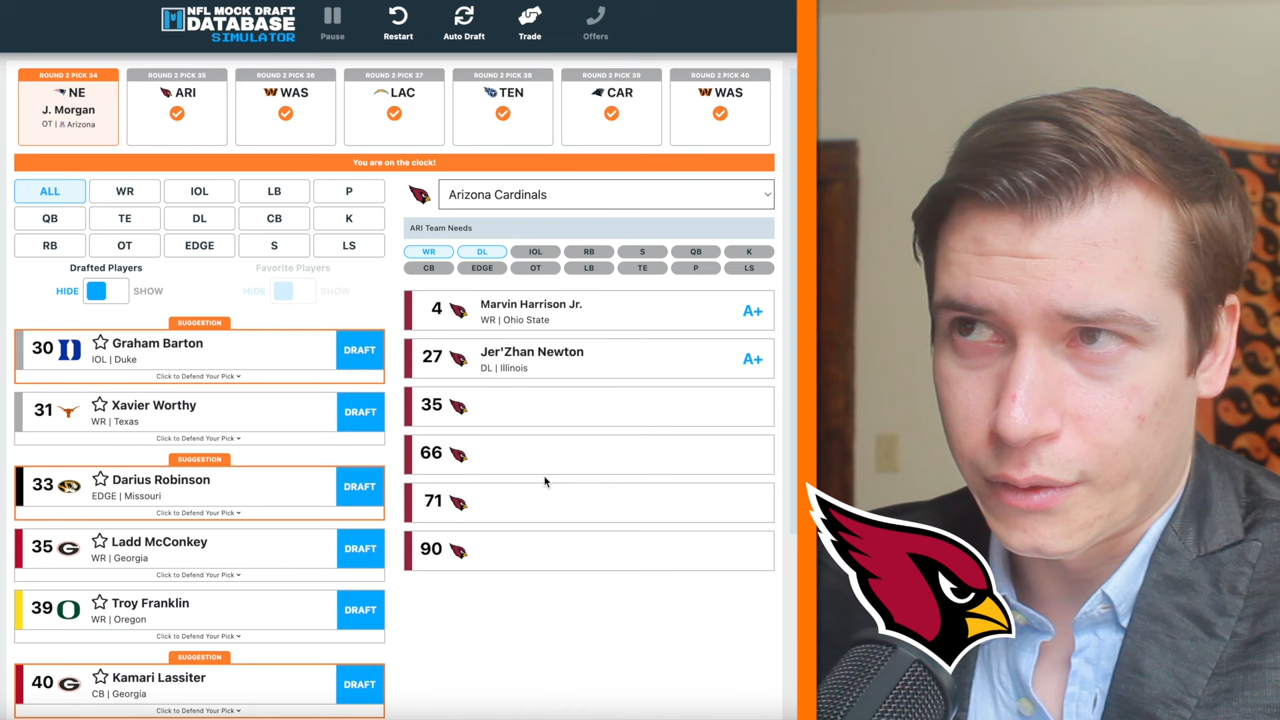 NFL MOCK DRAFT
DATABASE
SIMULATOR
Pause
Restart
Auto Draft
Trade
Offers
ROUND 2 PICK 34
NE
J. Morgan
OT | Arizona
ROUND 2 PICK 35
ARI
ROUND 2 PICK 36
WAS
ROUND 2 PICK 37
LAC
ROUND 2 PICK 38
TEN
ROUND 2 PICK 39
CAR
ROUND 2 PICK 40
WAS
You are on the clock!
ALL WR IOL LB P
QB TE DL CB K
RB OT EDGE S LS
Drafted Players
HIDE SHOW
Favorite Players
HIDE SHOW
SUGGESTION
30 Graham Barton
IOL | Duke
DRAFT
Click to Defend Your Pick
31 Xavier Worthy
WR | Texas
DRAFT
Click to Defend Your Pick
SUGGESTION
33 Darius Robinson
EDGE | Missouri
DRAFT
Click to Defend Your Pick
35 Ladd McConkey
WR | Georgia
DRAFT
Click to Defend Your Pick
39 Troy Franklin
WR | Oregon
DRAFT
Click to Defend Your Pick
SUGGESTION
40 Kamari Lassiter
CB | Georgia
DRAFT
Click to Defend Your Pick
Arizona Cardinals
ARI Team Needs
WR DL IOL RB S QB K
CB EDGE OT LB TE P LS
4 Marvin Harrison Jr.
WR | Ohio State
A+
27 Jer'Zhan Newton
DL | Illinois
A+
35
66
71
90